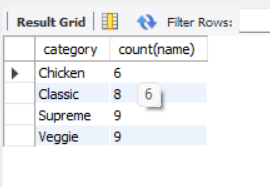 Result Grid Filter Rows:
category count(name)
Chicken 6
Classic 8 6
Supreme 9
Veggie 9